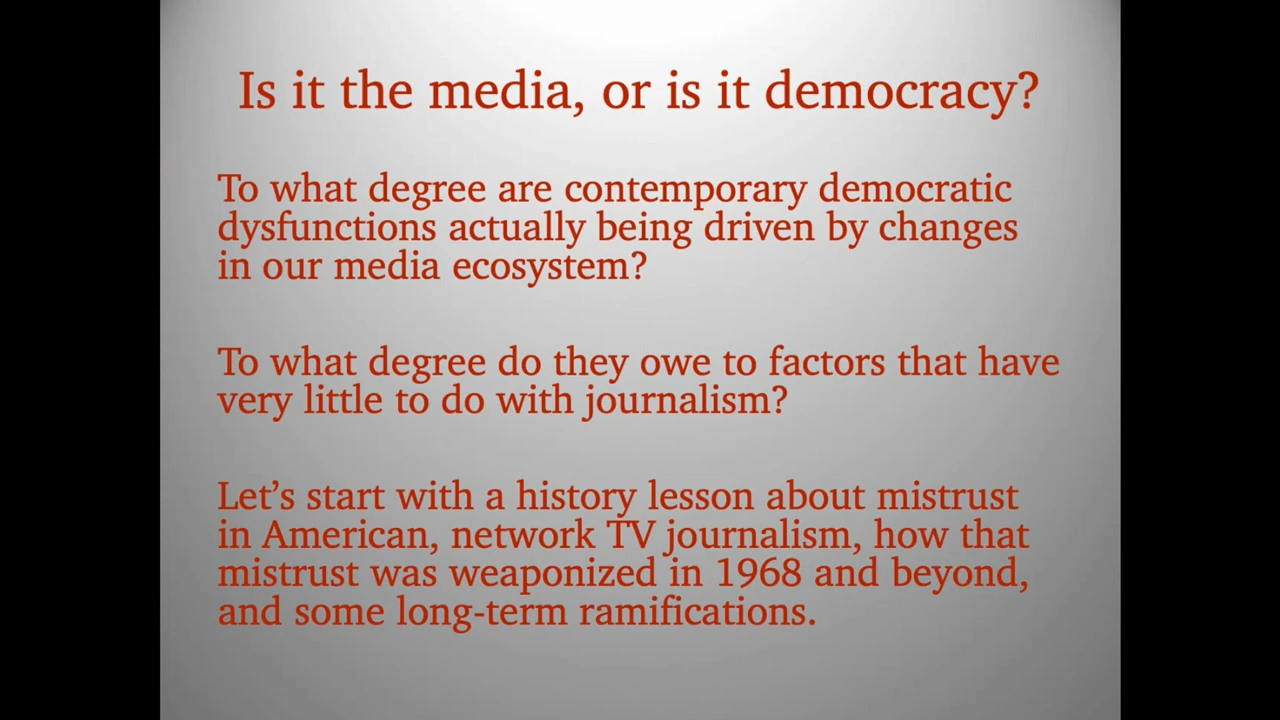 Is it the media, or is it democracy?
To what degree are contemporary democratic
dysfunctions actually being driven by changes
in our media ecosystem?
To what degree do they owe to factors that have
very little to do with journalism?
Let’s start with a history lesson about mistrust
in American, network TV journalism, how that
mistrust was weaponized in 1968 and beyond,
and some long-term ramifications.